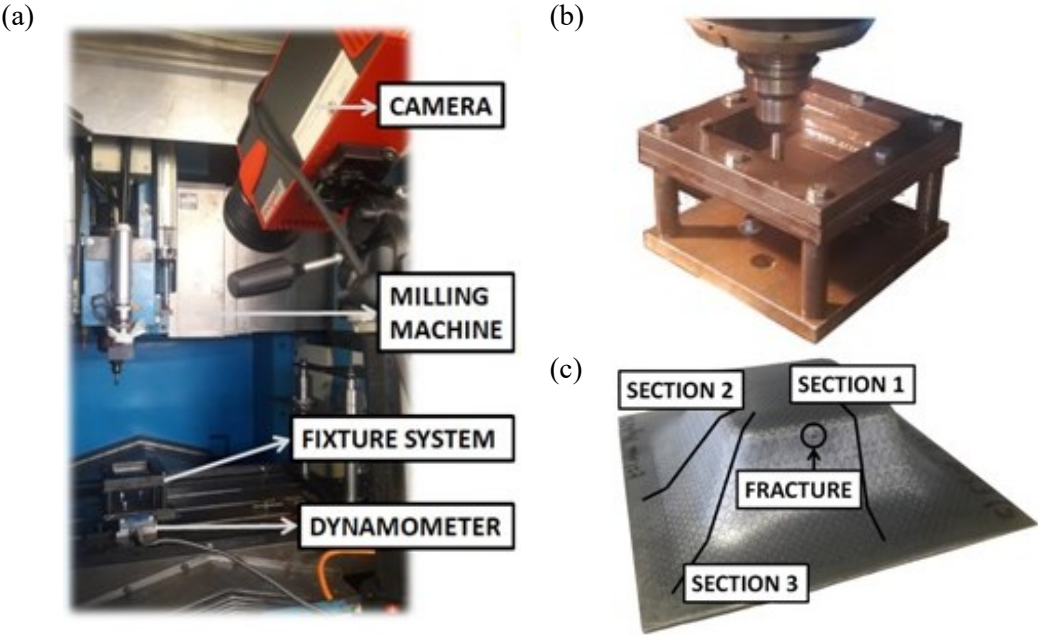 (a)
CAMERA
MILLING
MACHINE
FIXTURE SYSTEM
DYNAMOMETER
(b)
(c)
SECTION 2
SECTION 1
FRACTURE
SECTION 3